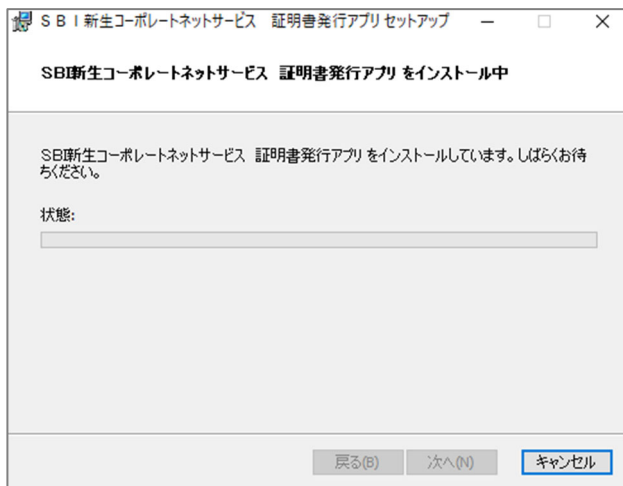 ＳＢＩ新生コーポレートネットサービス　証明書発行アプリ セットアップ
SBI新生コーポレートネットサービス 証明書発行アプリ をインストール中
SBI新生コーポレートネットサービス 証明書発行アプリ をインストールしています。しばらくお待
ちください。
状態:
戻る(B) 次へ(N) キャンセル